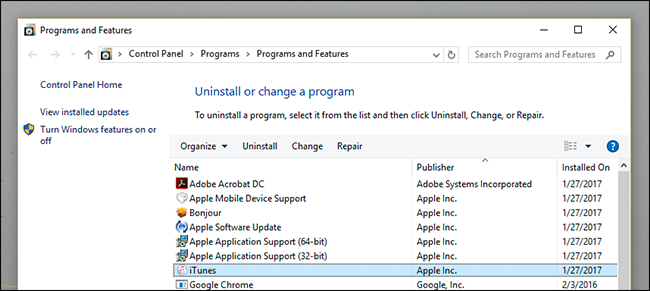 Programs and Features
Control Panel > Programs > Programs and Features
Search Programs and Features
Control Panel Home
View installed updates
Turn Windows features on or
off
Uninstall or change a program
To uninstall a program, select it from the list and then click Uninstall, Change, or Repair.
Organize Uninstall Change Repair
Name Publisher Installed On
Adobe Acrobat DC Adobe Systems Incorporated 1/27/2017
Apple Mobile Device Support Apple Inc. 1/27/2017
Bonjour Apple Inc. 1/27/2017
Apple Software Update Apple Inc. 1/27/2017
Apple Application Support (64-bit) Apple Inc. 1/27/2017
Apple Application Support (32-bit) Apple Inc. 1/27/2017
iTunes Apple Inc. 1/27/2017
Google Chrome Google, Inc. 2/3/2016